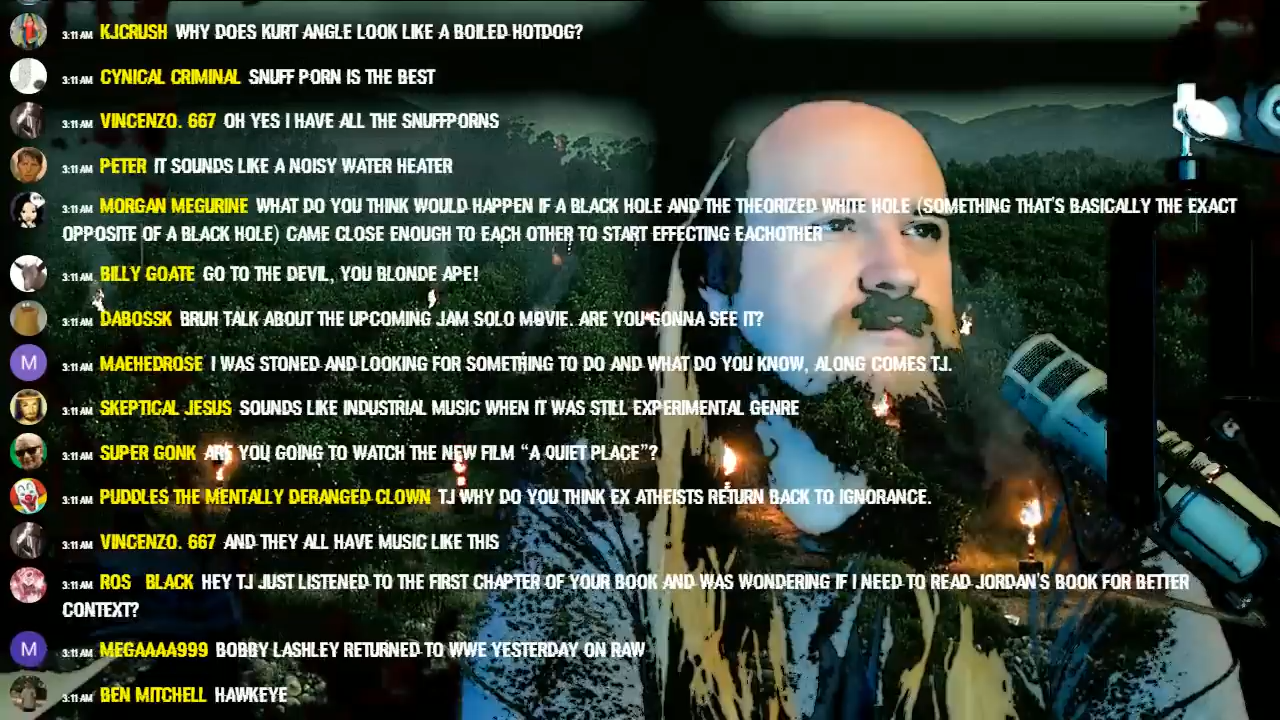 3:11 AM KJCRUSH WHY DOES KURT ANGLE LOOK LIKE A BOILED HOTDOG?
3:11 AM CYNICAL CRIMINAL SNUFF PORN IS THE BEST
3:11 AM VINCENZO. 667 OH YES I HAVE ALL THE SNUFFPORNS
3:11 AM PETER IT SOUNDS LIKE A NOISY WATER HEATER
3:11 AM MORGAN MEGURINE WHAT DO YOU THINK WOULD HAPPEN IF A BLACK HOLE AND THE THEORIZED WHITE HOLE (SOMETHING THAT'S BASICALLY THE EXACT
OPPOSITE OF A BLACK HOLE) CAME CLOSE ENOUGH TO EACH OTHER TO START EFFECTING EACHOTHER
3:11 AM BILLY GOATE GO TO THE DEVIL, YOU BLONDE APE!
3:11 AM DABOSSK BRUH TALK ABOUT THE UPCOMING JAM SOLO MOVIE. ARE YOU GONNA SEE IT?
M 3:11 AM MAEHEDROSE I WAS STONED AND LOOKING FOR SOMETHING TO DO AND WHAT DO YOU KNOW, ALONG COMES TJ.
3:11 AM SKEPTICAL JESUS SOUNDS LIKE INDUSTRIAL MUSIC WHEN IT WAS STILL EXPERIMENTAL GENRE
3:11 AM SUPER GONK ARE YOU GOING TO WATCH THE NEW FILM “A QUIET PLACE”?
3:11 AM PUDDLES THE MENTALLY DERANGED CLOWN TJ WHY DO YOU THINK EX ATHEISTS RETURN BACK TO IGNORANCE.
3:11 AM VINCENZO. 667 AND THEY ALL HAVE MUSIC LIKE THIS
3:11 AM ROS BLACK HEY TJ JUST LISTENED TO THE FIRST CHAPTER OF YOUR BOOK AND WAS WONDERING IF I NEED TO READ JORDAN'S BOOK FOR BETTER
CONTEXT?
M 3:11 AM MEGAAAA999 BOBBY LASHLEY RETURNED TO WWE YESTERDAY ON RAW
3:11 AM BEN MITCHELL HAWKEYE